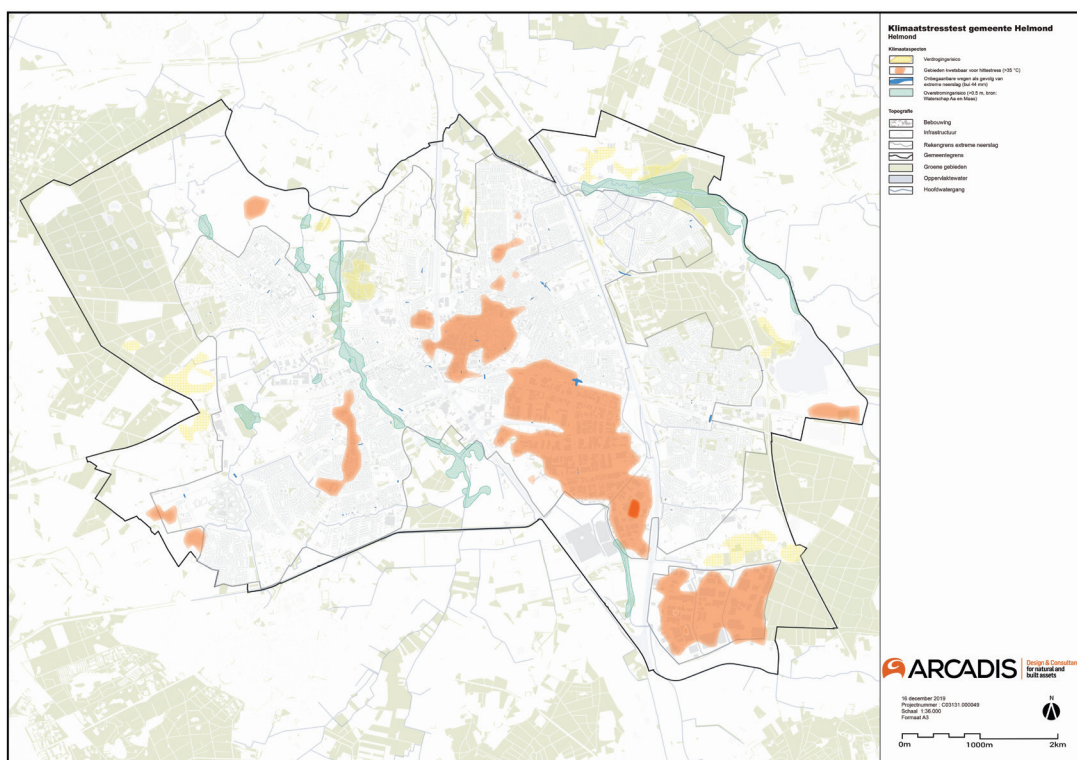 Klimaatstresstest gemeente Helmond
Helmond
Klimaataspecten
Verdrogingsrisico
Gebieden kwetsbaar voor hittestress (>35 °C)
Onbegaanbare wegen als gevolg van
extreme neerslag (bui 44 mm)
Overstromingsrisico (>0.5 m, bron:
Waterschap Aa en Maas)
Topografie
Bebouwing
Infrastructuur
Rekengrens extreme neerslag
Gemeentegrens
Groene gebieden
Oppervlaktewater
Hoofdwatergang
ARCADIS
Design & Consultancy
for natural and
built assets
16 december 2019
Projectnummer : C03131.000049
Schaal 1:36.000
Formaat A3
N
0m 1000m 2km